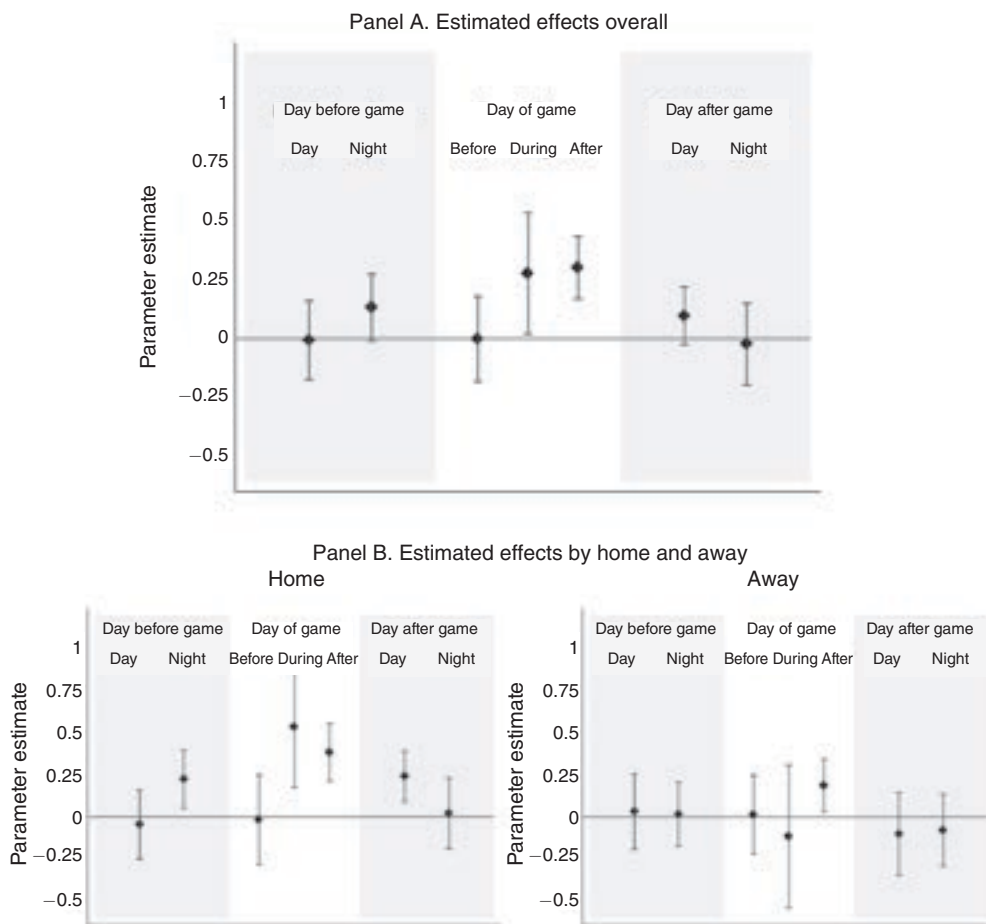 Panel A. Estimated effects overall
Day before game Day of game Day after game
Day Night Before During After Day Night
1
0.75
0.5
0.25
0
−0.25
−0.5
Parameter estimate
Panel B. Estimated effects by home and away
Home
Day before game Day of game Day after game
Day Night Before During After Day Night
1
0.75
0.5
0.25
0
−0.25
−0.5
Parameter estimate
Away
Day before game Day of game Day after game
Day Night Before During After Day Night
1
0.75
0.5
0.25
0
−0.25
−0.5
Parameter estimate